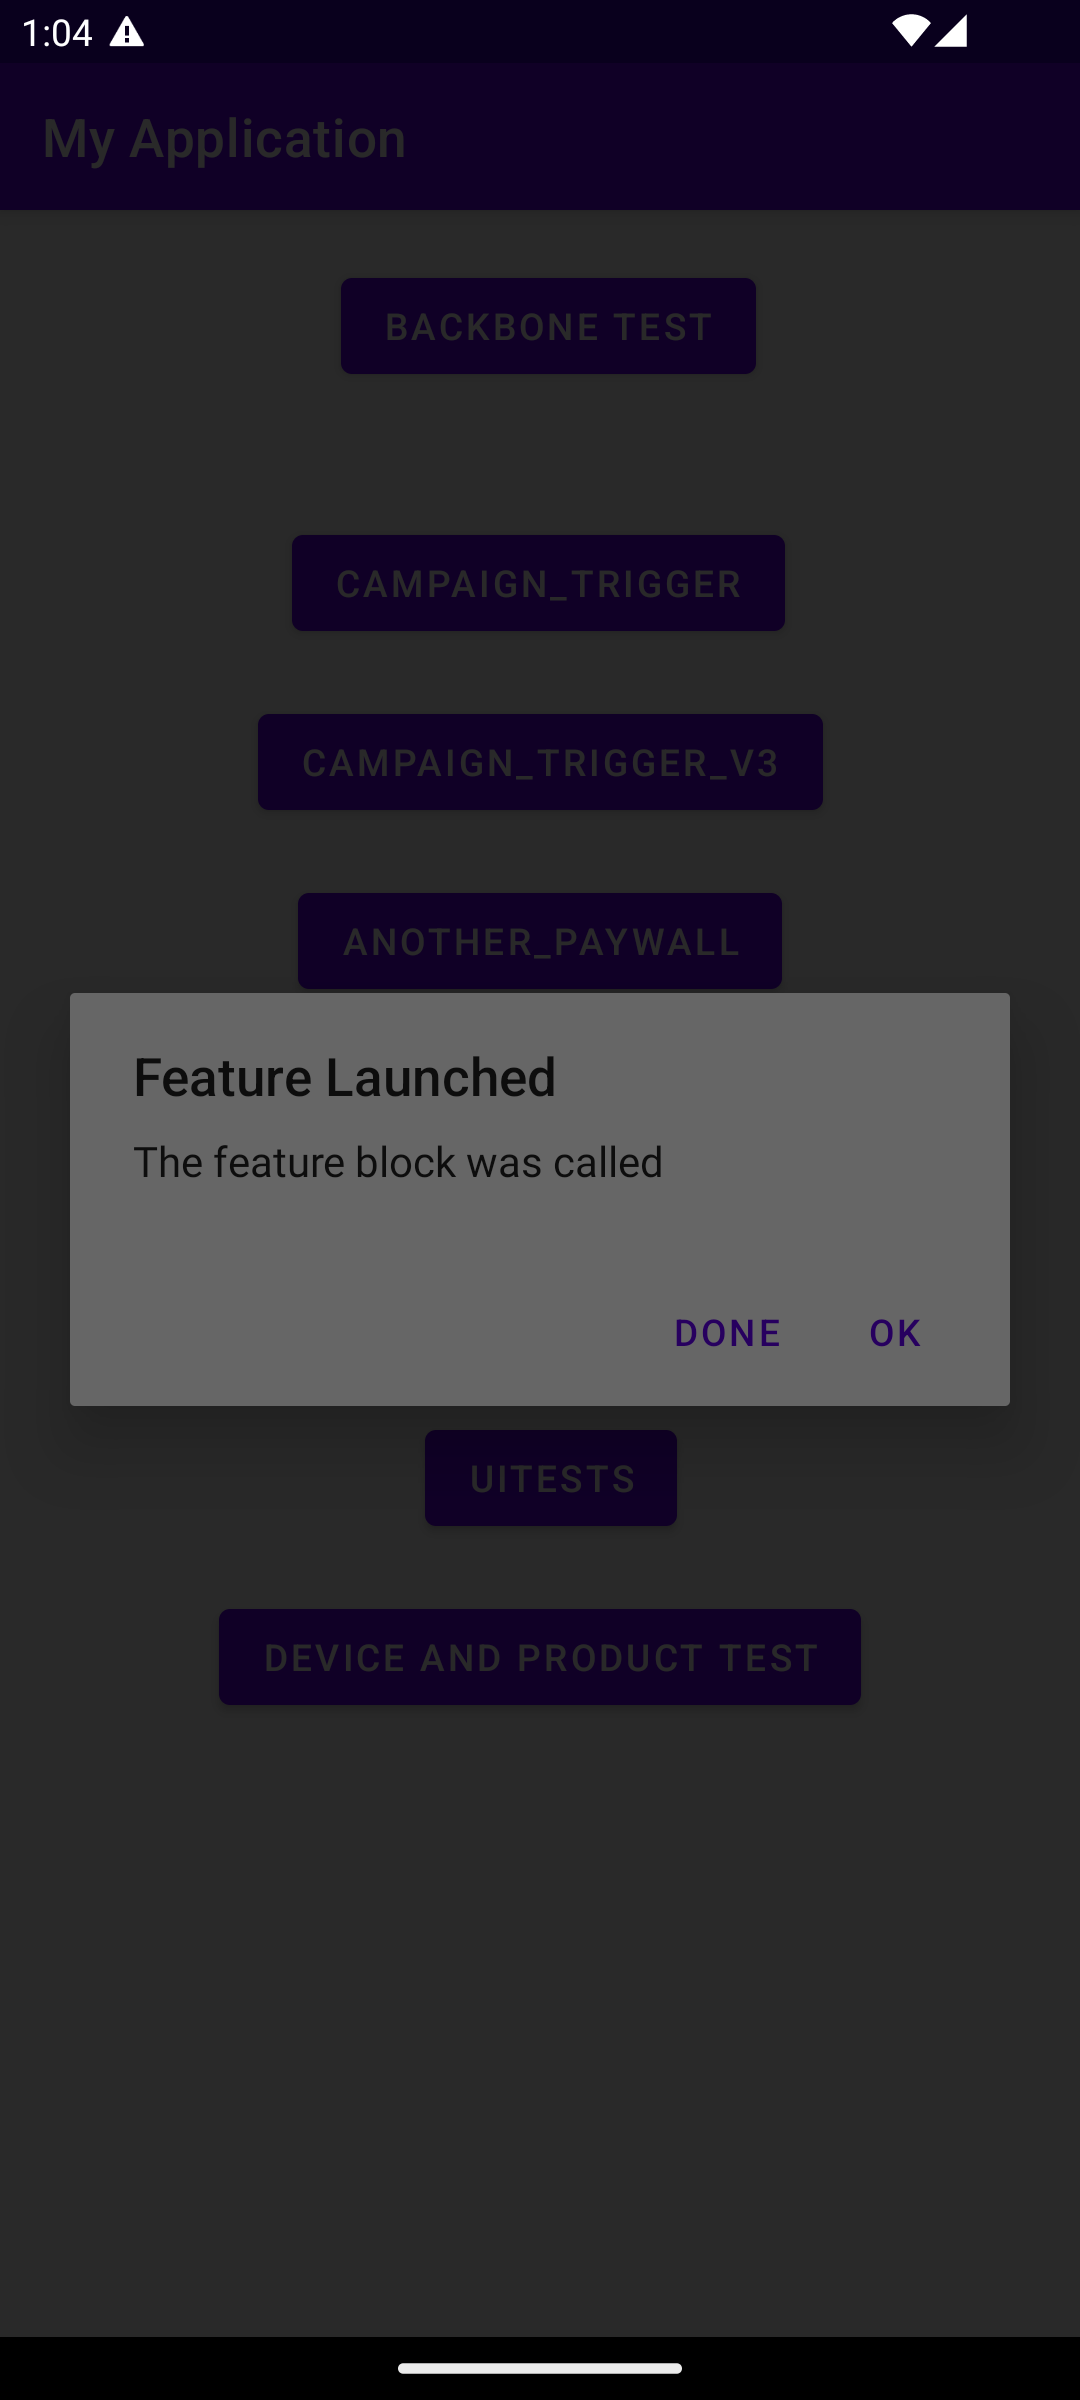 1:04
My Application
BACKBONE TEST
CAMPAIGN_TRIGGER
CAMPAIGN_TRIGGER_V3
ANOTHER_PAYWALL
Feature Launched
The feature block was called
DONE OK
UITESTS
DEVICE AND PRODUCT TEST